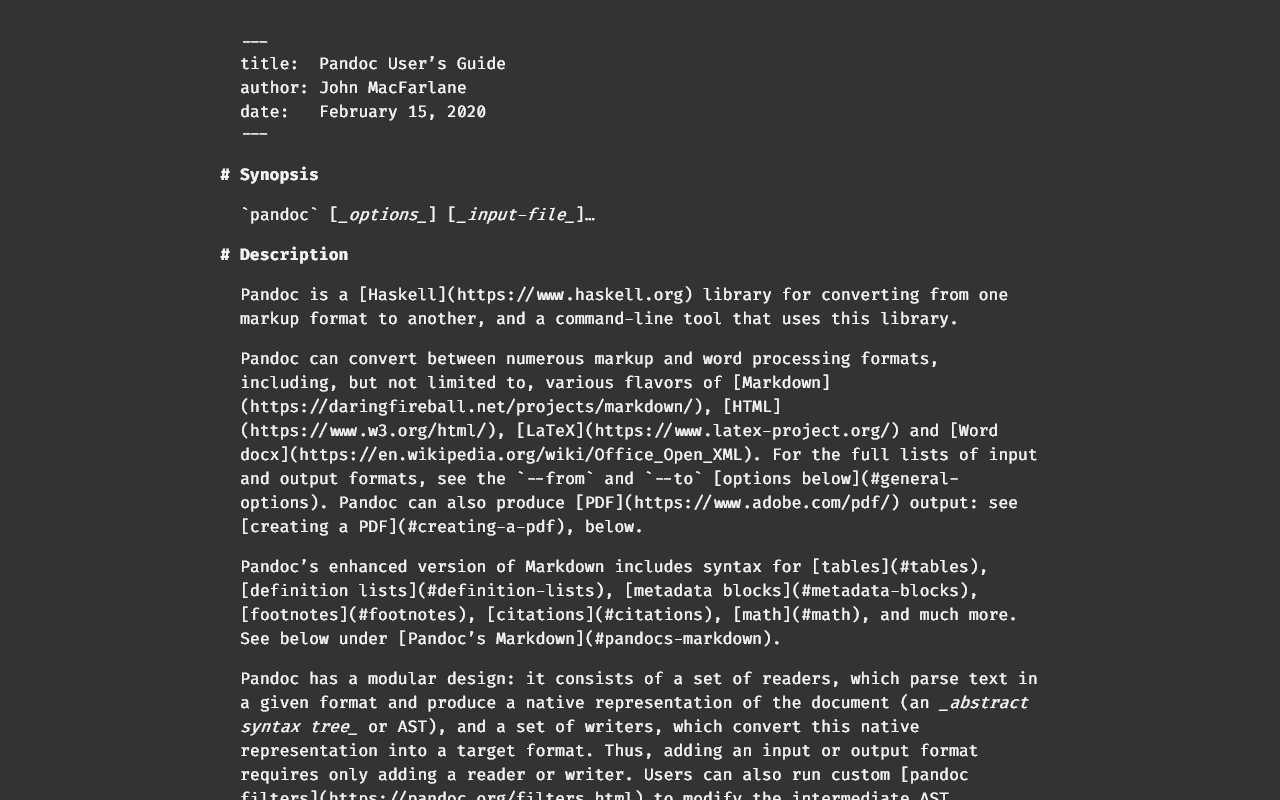 ---
title:  Pandoc User’s Guide
author: John MacFarlane
date:   February 15, 2020
---
# Synopsis
`pandoc` [_options_] [_input-file_]…
# Description
Pandoc is a [Haskell](https://www.haskell.org) library for converting from one
markup format to another, and a command-line tool that uses this library.
Pandoc can convert between numerous markup and word processing formats,
including, but not limited to, various flavors of [Markdown]
(https://daringfireball.net/projects/markdown/), [HTML]
(https://www.w3.org/html/), [LaTeX](https://www.latex-project.org/) and [Word
docx](https://en.wikipedia.org/wiki/Office_Open_XML). For the full lists of input
and output formats, see the `--from` and `--to` [options below](#general-
options). Pandoc can also produce [PDF](https://www.adobe.com/pdf/) output: see
[creating a PDF](#creating-a-pdf), below.
Pandoc’s enhanced version of Markdown includes syntax for [tables](#tables),
[definition lists](#definition-lists), [metadata blocks](#metadata-blocks),
[footnotes](#footnotes), [citations](#citations), [math](#math), and much more.
See below under [Pandoc’s Markdown](#pandocs-markdown).
Pandoc has a modular design: it consists of a set of readers, which parse text in
a given format and produce a native representation of the document (an _abstract
syntax tree_ or AST), and a set of writers, which convert this native
representation into a target format. Thus, adding an input or output format
requires only adding a reader or writer. Users can also run custom [pandoc
filters](https://pandoc.org/filters.html) to modify the intermediate AST.